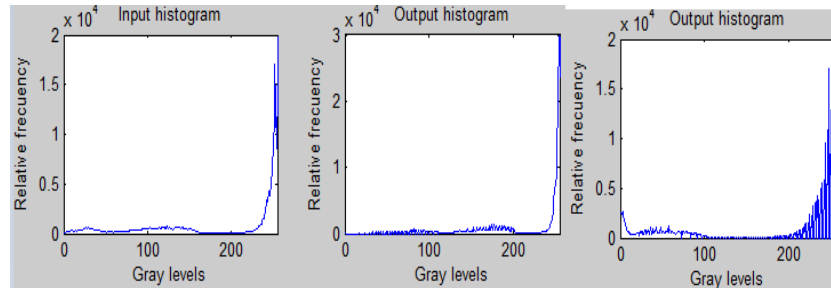 Input histogram
x 10^4
2
1.5
1
0.5
0
0 100 200
Relative frecuency
Gray levels
Output histogram
x 10^4
3
2
1
0
0 100 200
Relative frecuency
Gray levels
Output histogram
x 10^4
2
1.5
1
0.5
0
0 100 200
Relative frecuency
Gray levels